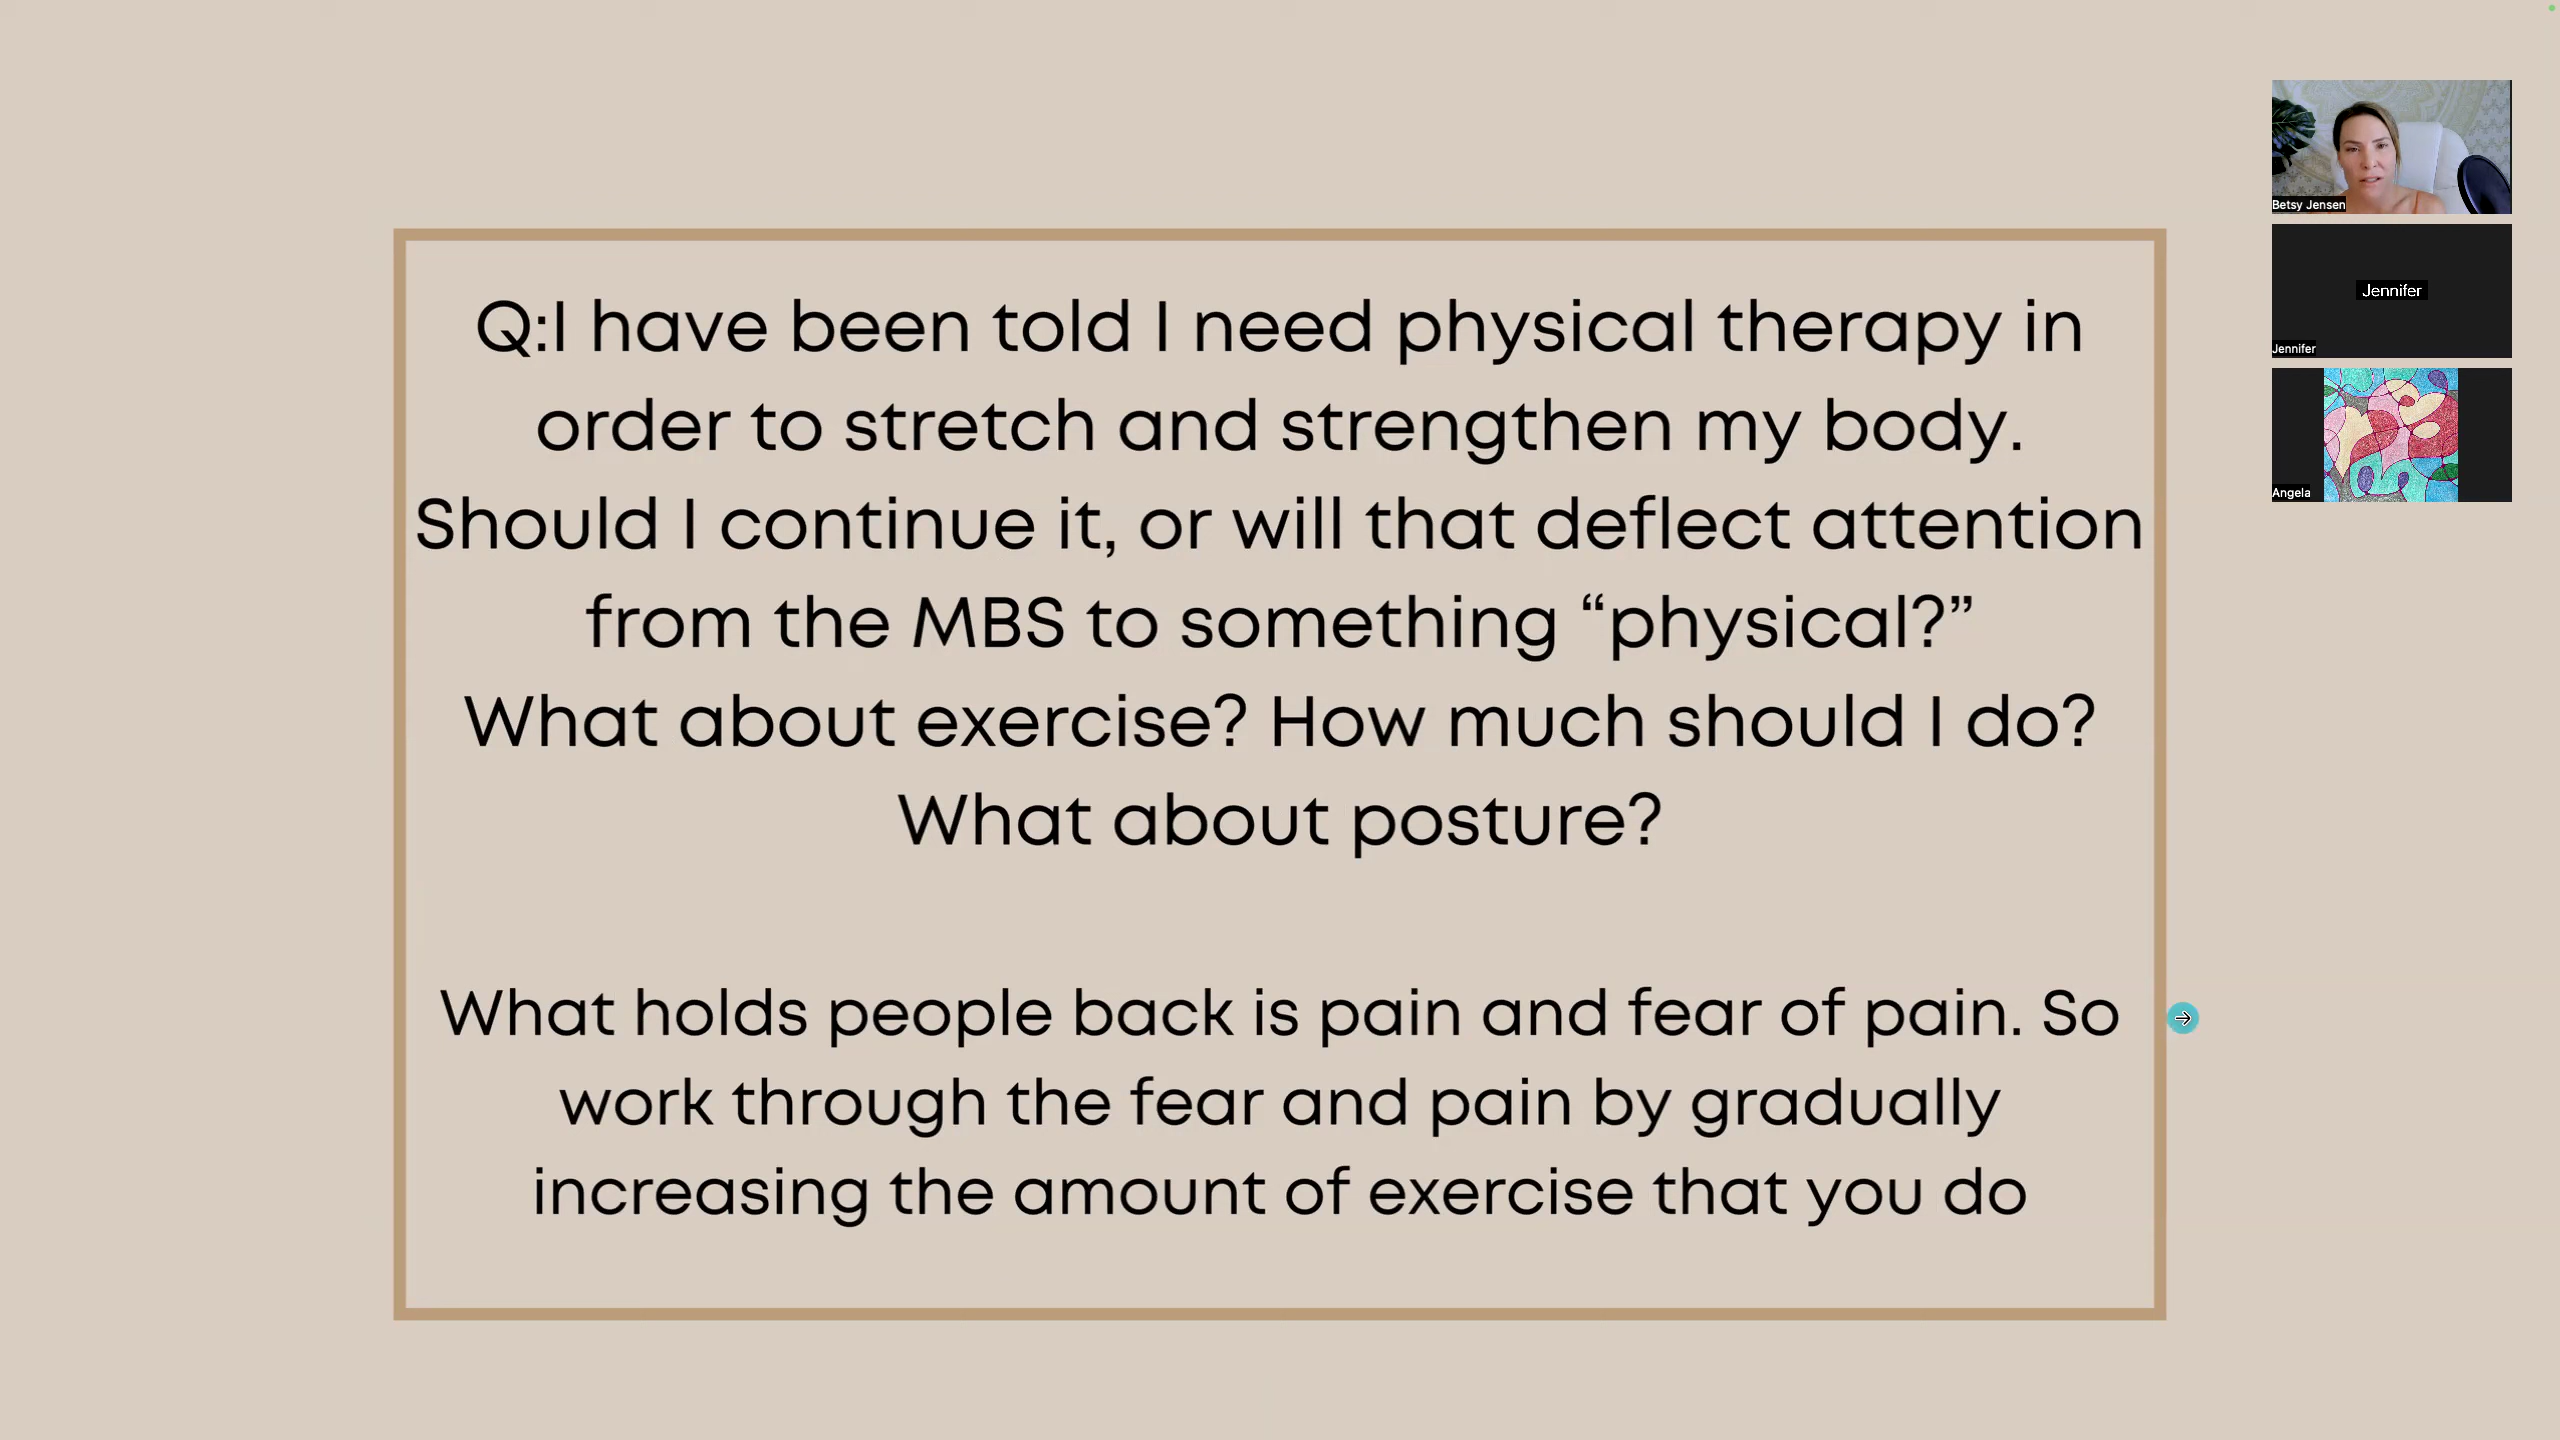 Q:I have been told I need physical therapy in
order to stretch and strengthen my body.
Should I continue it, or will that deflect attention
from the MBS to something “physical?”
What about exercise? How much should I do?
What about posture?
What holds people back is pain and fear of pain. So
work through the fear and pain by gradually
increasing the amount of exercise that you do
Betsy Jensen
Jennifer
Jennifer
Angela